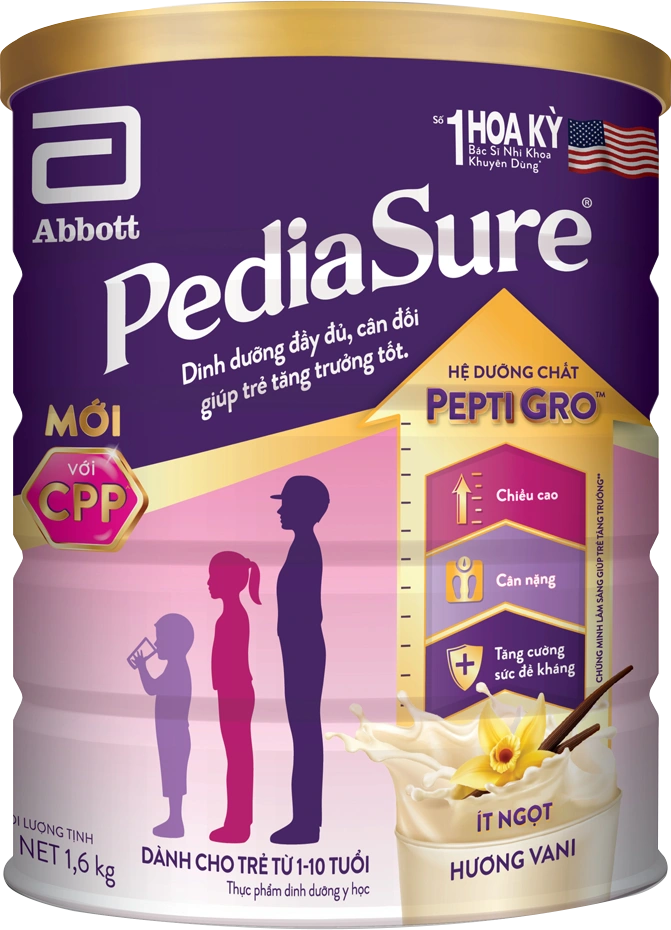 Abbott
Số 1 HOA KỲ
Bác Sĩ Nhi Khoa
Khuyên Dùng*
PediaSure®
Dinh dưỡng đầy đủ, cân đối
giúp trẻ tăng trưởng tốt.
MỚI
với
CPP
HỆ DƯỠNG CHẤT
PEPTIGRO™
Chiều cao
Cân nặng
Tăng cường
sức đề kháng
CHỨNG MINH LÂM SÀNG GIÚP TRẺ TĂNG TRƯỞNG**
ÍT NGỌT
HƯƠNG VANI
LƯỢNG TỊNH
NET 1,6 kg
DÀNH CHO TRẺ TỪ 1-10 TUỔI
Thực phẩm dinh dưỡng y học